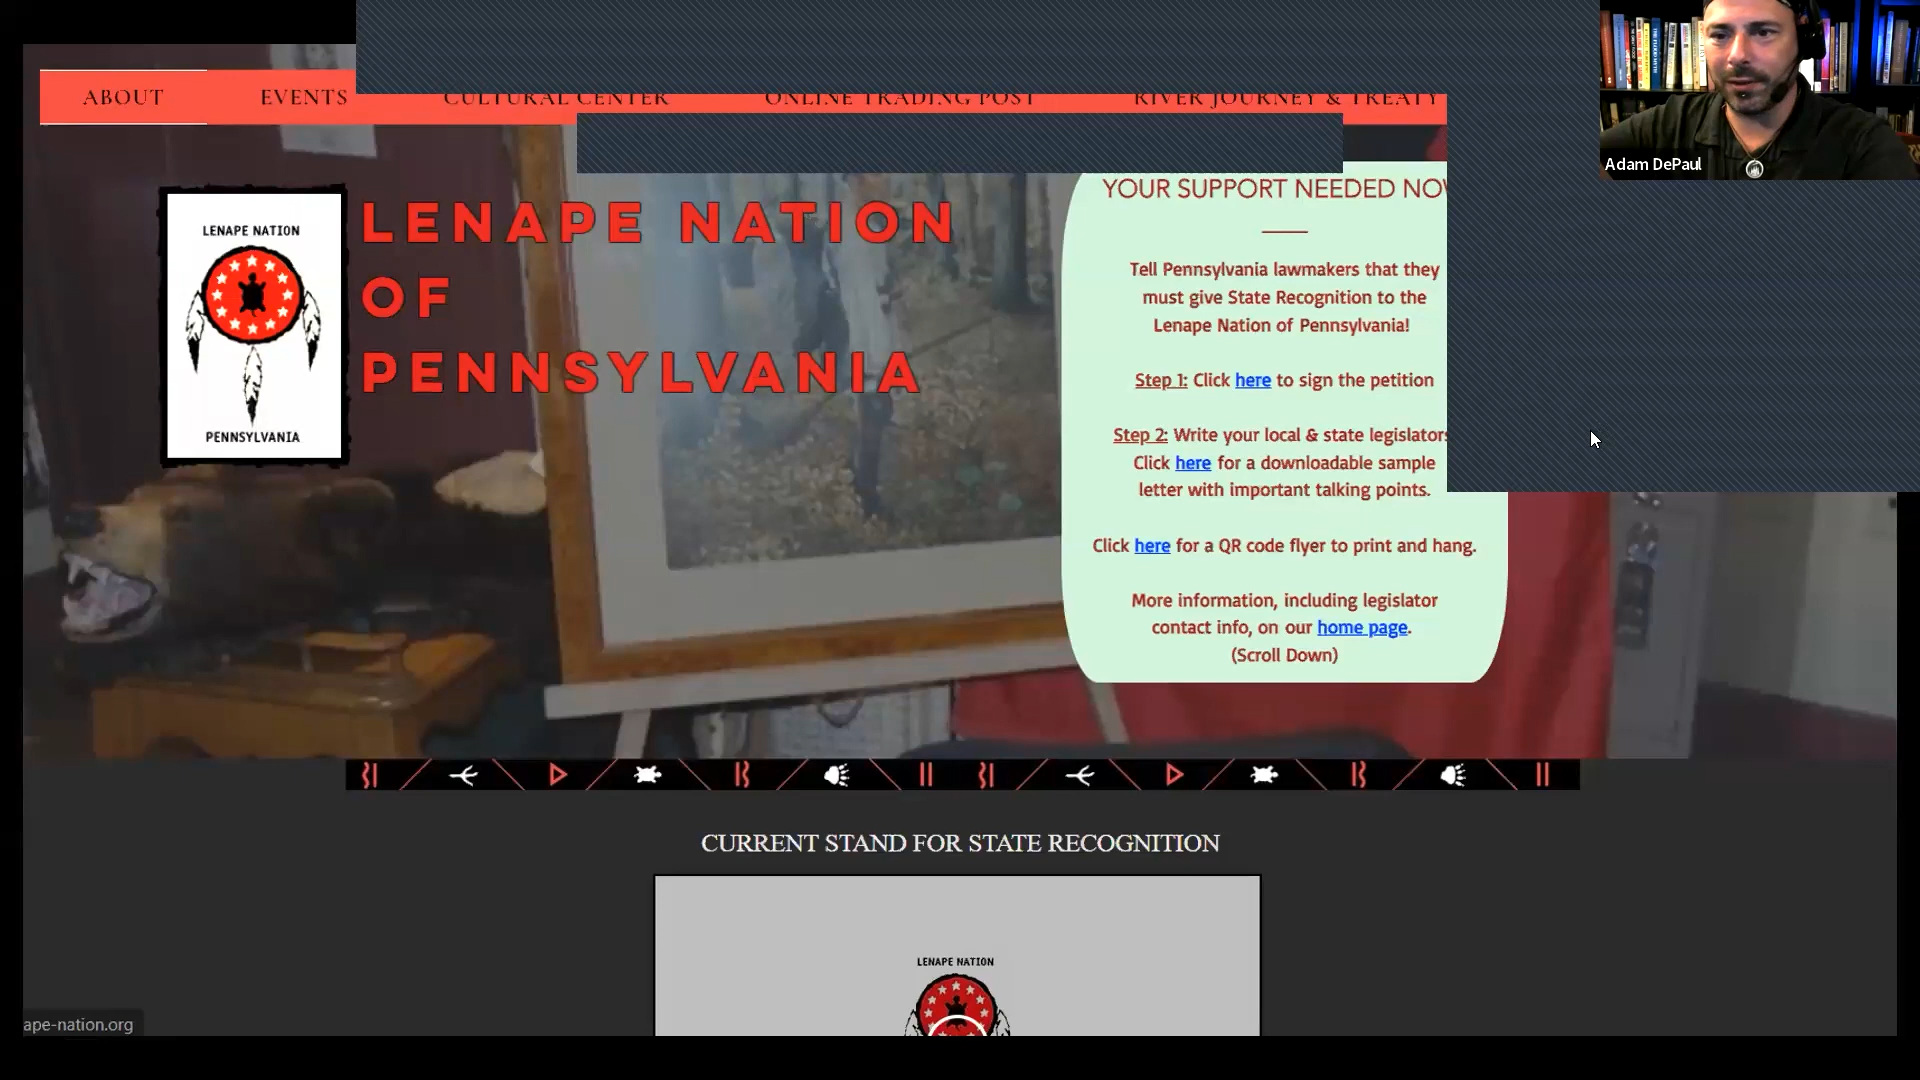 ABOUT EVENTS CULTURAL CENTER ONLINE TRADING POST RIVER JOURNEY & TREATY
Adam DePaul
LENAPE NATION
PENNSYLVANIA
LENAPE NATION
OF
PENNSYLVANIA
YOUR SUPPORT NEEDED
Tell Pennsylvania lawmakers that they
must give State Recognition to the
Lenape Nation of Pennsylvania!
Step 1: Click here to sign the petition
Step 2: Write your local & state legislators
Click here for a downloadable sample
letter with important talking points.
Click here for a QR code flyer to print and hang.
More information, including legislator
contact info, on our home page.
(Scroll Down)
CURRENT STAND FOR STATE RECOGNITION
LENAPE NATION
ape-nation.org